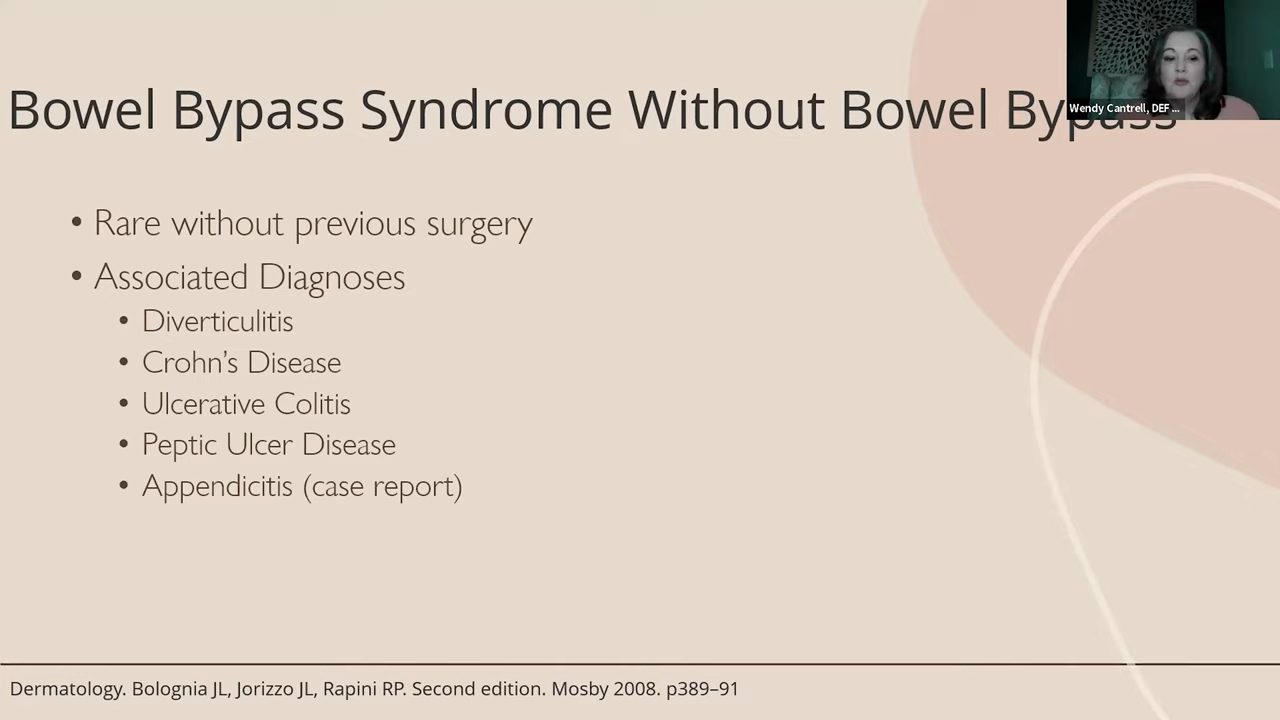 Bowel Bypass Syndrome Without Bowel Bypass
Wendy Cantrell, DEF ...
• Rare without previous surgery
• Associated Diagnoses
• Diverticulitis
• Crohn’s Disease
• Ulcerative Colitis
• Peptic Ulcer Disease
• Appendicitis (case report)
Dermatology. Bolognia JL, Jorizzo JL, Rapini RP. Second edition. Mosby 2008. p389–91